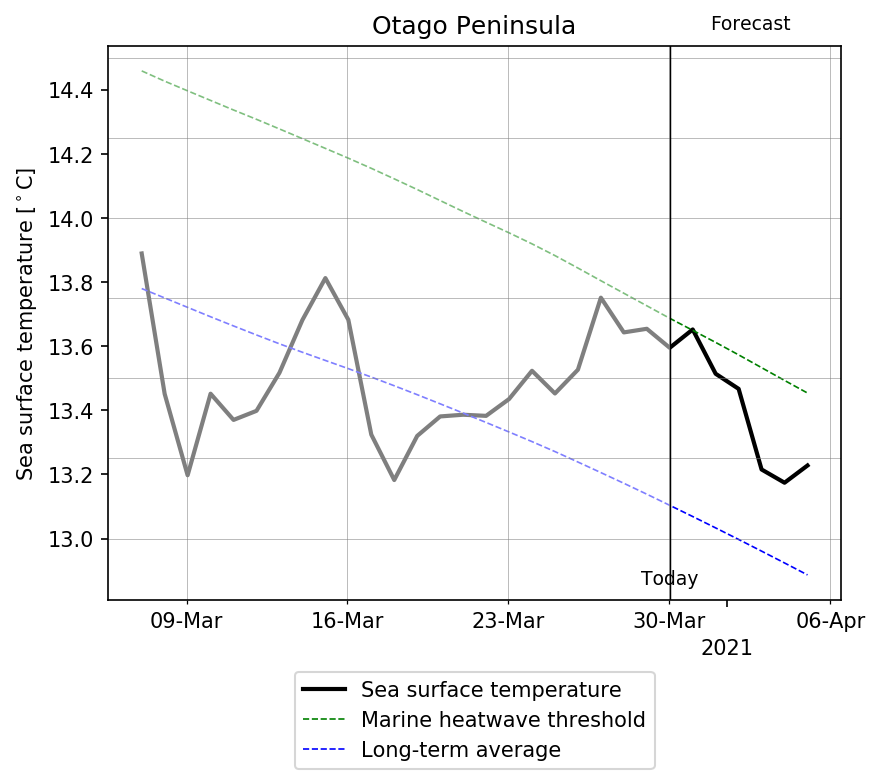 Otago Peninsula
Forecast
Sea surface temperature [°C]
14.4
14.2
14.0
13.8
13.6
13.4
13.2
13.0
Today
09-Mar 16-Mar 23-Mar 30-Mar 06-Apr
2021
Sea surface temperature
Marine heatwave threshold
Long-term average